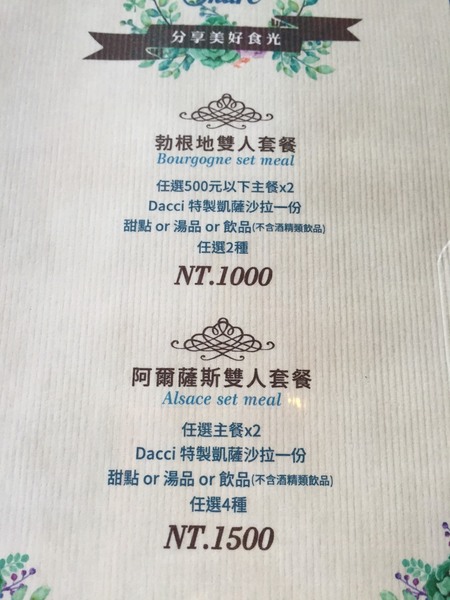 分享美好食光
勃根地雙人套餐
Bourgogne set meal
任選500元以下主餐x2
Dacci 特製凱薩沙拉一份
甜點 or 湯品 or 飲品(不含酒精類飲品)
任選2種
NT.1000
阿爾薩斯雙人套餐
Alsace set meal
任選主餐x2
Dacci 特製凱薩沙拉一份
甜點 or 湯品 or 飲品(不含酒精類飲品)
任選4種
NT.1500